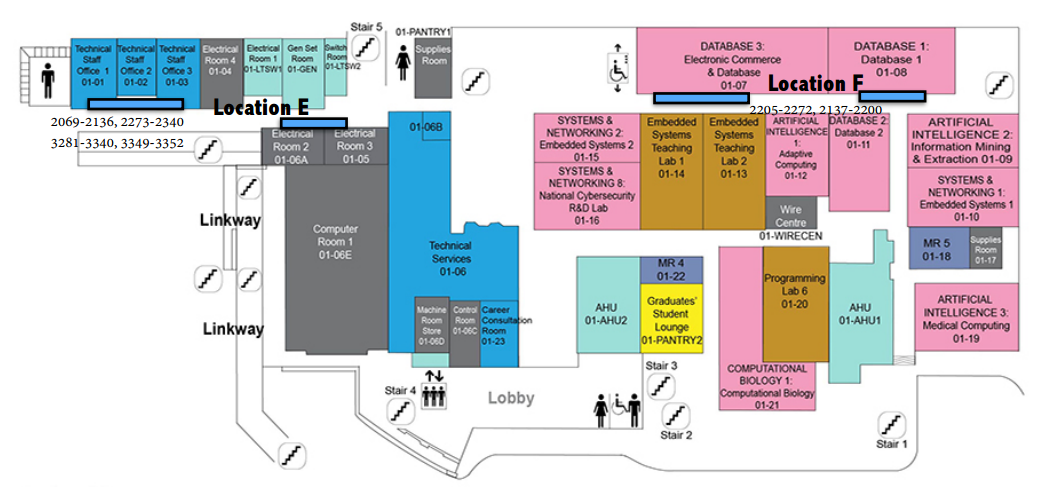 Technical
Staff
Office 1
01-01
Technical
Staff
Office 2
01-02
Technical
Staff
Office 3
01-03
Electrical
Room 4
01-04
Electrical
Room 1
01-LTSW1
Gen Set
Room
01-GEN
Switch
Room
01-LTSW2
Stair 5
01-PANTRY1
Supplies
Room
DATABASE 3:
Electronic Commerce
& Database
01-07
DATABASE 1:
Database 1
01-08
Location E
Location F
2069-2136, 2273-2340
3281-3340, 3349-3352
2205-2272, 2137-2200
Electrical
Room 2
01-06A
Electrical
Room 3
01-05
01-06B
SYSTEMS &
NETWORKING 2:
Embedded Systems 2
01-15
SYSTEMS &
NETWORKING 8:
National Cybersecurity
R&D Lab
01-16
Embedded
Systems
Teaching
Lab 1
01-14
Embedded
Systems
Teaching
Lab 2
01-13
ARTIFICIAL
INTELLIGENCE
1:
Adaptive
Computing
01-12
DATABASE 2:
Database 2
01-11
ARTIFICIAL
INTELLIGENCE 2:
Information Mining
& Extraction 01-09
SYSTEMS &
NETWORKING 1:
Embedded Systems 1
01-10
Wire
Centre
01-WIRECEN
Linkway
Linkway
Computer
Room 1
01-06E
Technical
Services
01-06
MR 5
01-18
Supplies
Room
01-17
MR 4
01-22
Programming
Lab 6
01-20
AHU
01-AHU2
Graduates'
Student
Lounge
01-PANTRY2
AHU
01-AHU1
ARTIFICIAL
INTELLIGENCE 3:
Medical Computing
01-19
Machine
Room
Store
01-06D
Control
Room
01-06C
Career
Consultation
Room
01-23
COMPUTATIONAL
BIOLOGY 1:
Computational Biology
01-21
Stair 4
Lobby
Stair 3
Stair 2
Stair 1